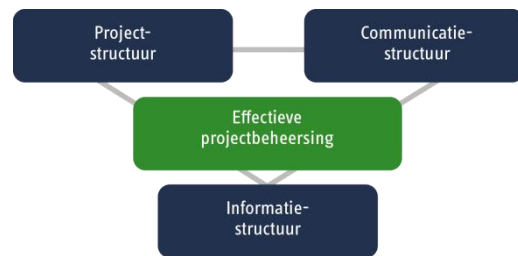 Project-
structuur
Communicatie-
structuur
Effectieve
projectbeheersing
Informatie-
structuur